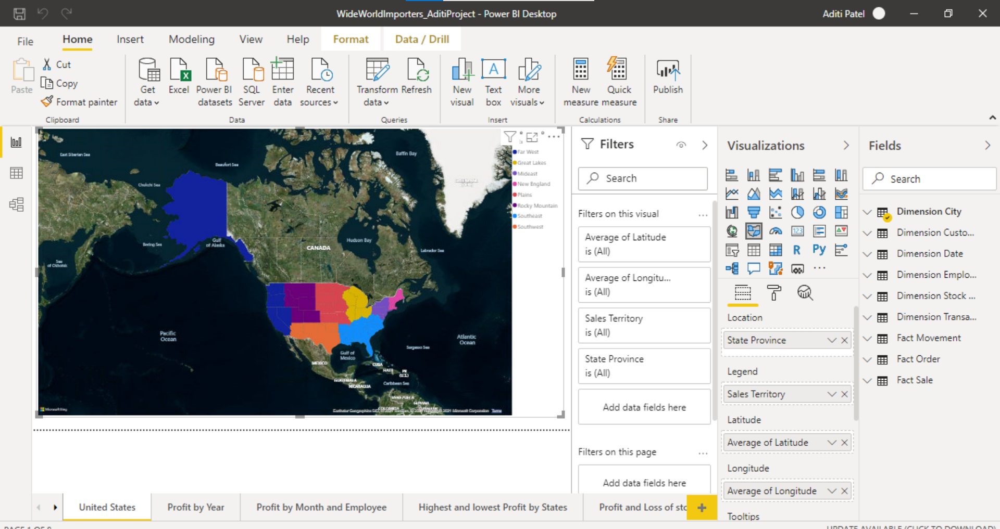 WideWorldImporters_AditiProject - Power BI Desktop
Aditi Patel
File
Home
Insert
Modeling
View
Help
Format
Data / Drill
Paste
Cut
Copy
Format painter
Clipboard
Get data
Excel
Power BI datasets
SQL Server
Enter data
Recent sources
Data
Transform data
Refresh
Queries
New visual
Text box
More visuals
Insert
New measure
Quick measure
Calculations
Publish
Share
East Siberian Sea
Beaufort Sea
Baffin Bay
Chukchi Sea
Bering Sea
Gulf of Alaska
Sea of Okhotsk
CANADA
Hudson Bay
Labrador Sea
Pacific Ocean
Atlantic Ocean
Sargasso Sea
Gulf of Mexico
MEXICO
CUBA
HAITI
PR (U.S.)
GUATEMALA
NICARAGUA
Caribbean Sea
VENEZUELA
GUYANA
COLOMBIA
Microsoft Bing
Earthstar Geographics SIO
2021 Microsoft Corporation
Terms
Far West
Great Lakes
Mideast
New England
Plains
Rocky Mountain
Southeast
Southwest
Filters
Search
Filters on this visual
...
Average of Latitude
is (All)
Average of Longitu...
is (All)
Sales Territory
is (All)
State Province
is (All)
Add data fields here
Filters on this page
...
Add data fields here
Visualizations
123
R
Py
...
Location
State Province
Legend
Sales Territory
Latitude
Average of Latitude
Longitude
Average of Longitude
Tooltips
Fields
Search
Dimension City
Dimension Custo...
Dimension Date
Dimension Emplo...
Dimension Stock ...
Dimension Transa...
Fact Movement
Fact Order
Fact Sale
United States
Profit by Year
Profit by Month and Employee
Highest and lowest Profit by States
Profit and Loss of sto
+
PAGE 1 OF 8
UPDATE AVAILABLE (CLICK TO DOWNLOAD)